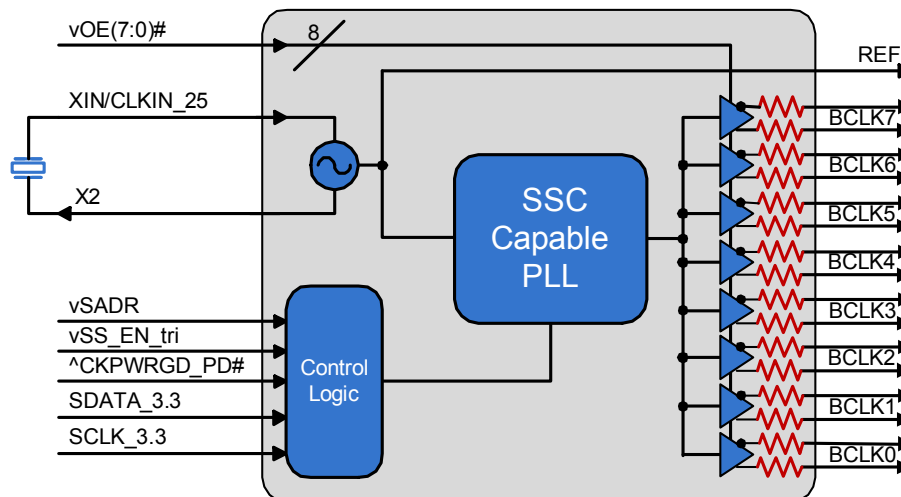 vOE(7:0)#
8
REF
XIN/CLKIN_25
BCLK7
BCLK6
X2
SSC
Capable
PLL
BCLK5
BCLK4
vSADR
BCLK3
vSS_EN_tri
^CKPWRGD_PD#
Control
Logic
BCLK2
SDATA_3.3
BCLK1
SCLK_3.3
BCLK0